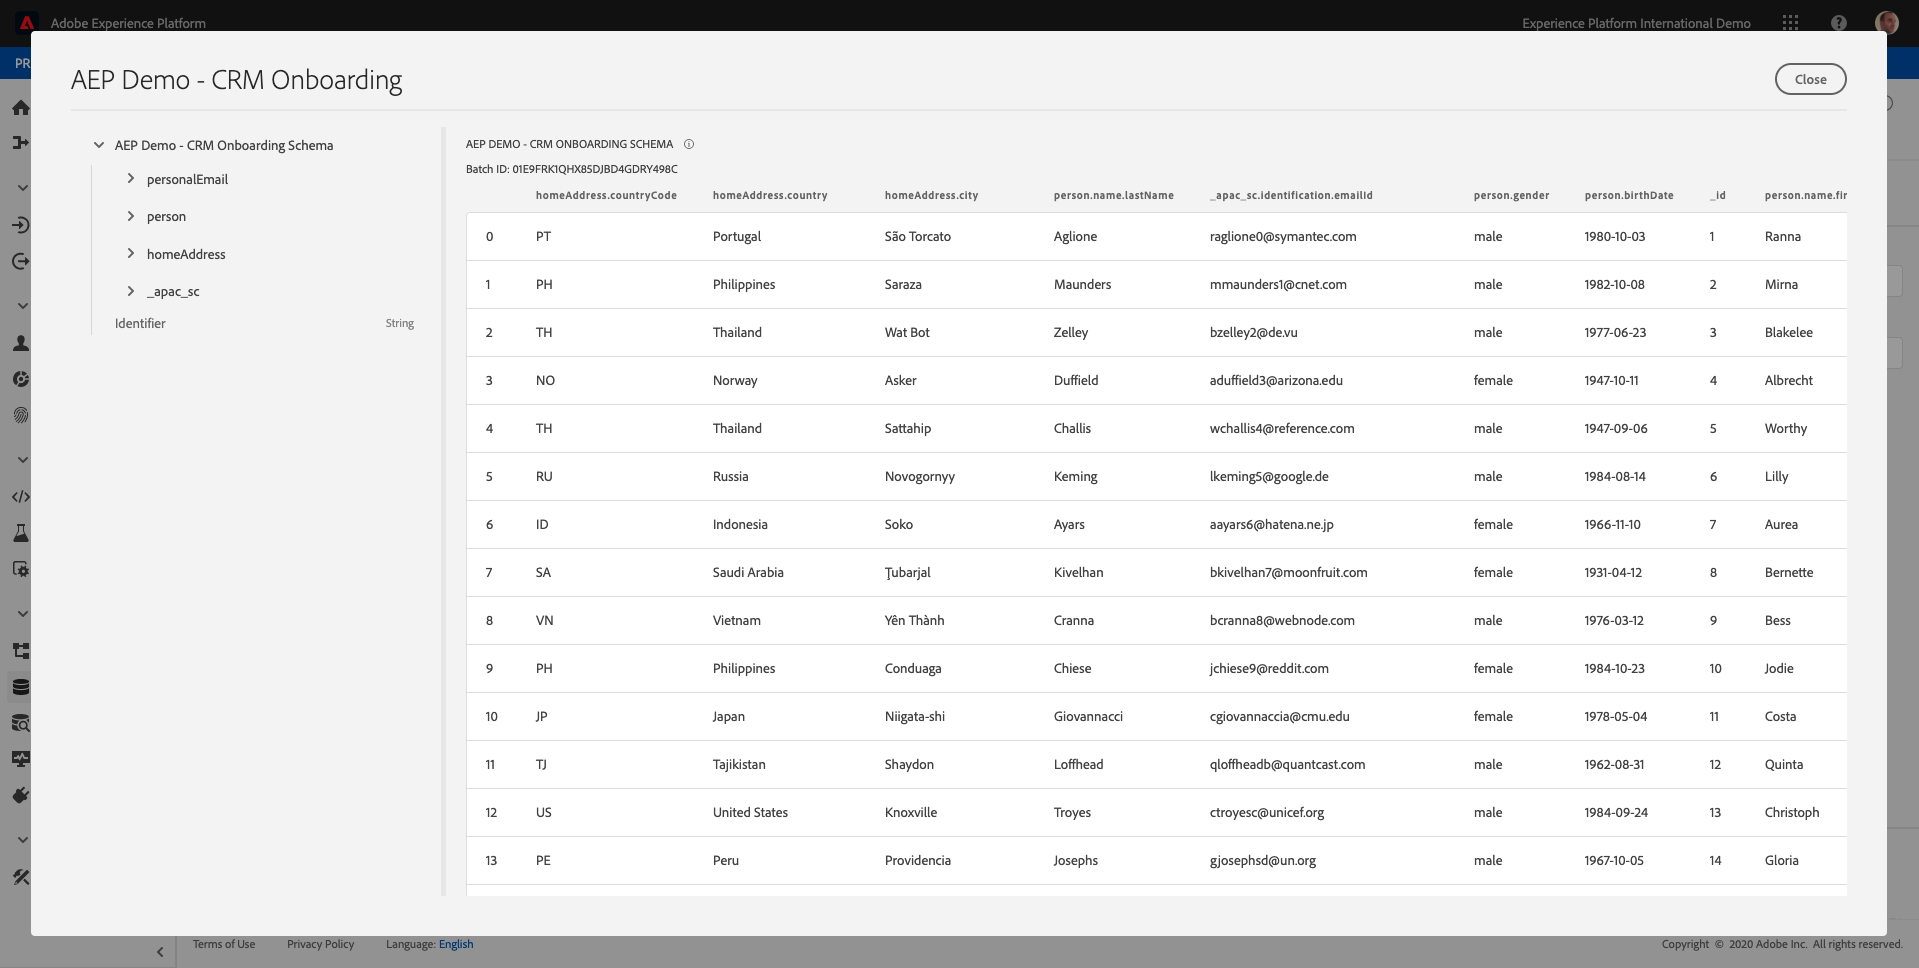 Adobe Experience Platform
Experience Platform International Demo
PR
AEP Demo - CRM Onboarding
Close
AEP Demo - CRM Onboarding Schema
personalEmail
person
homeAddress
_apac_sc
Identifier String
AEP DEMO - CRM ONBOARDING SCHEMA
Batch ID: 01E9FRK1QHX85DJBD4GDRY498C
homeAddress.countryCode homeAddress.country homeAddress.city person.name.lastName _apac_sc.identification.emailId person.gender person.birthDate _id person.name.fir
0 PT Portugal São Torcato Aglione raglione0@symantec.com male 1980-10-03 1 Ranna
1 PH Philippines Saraza Maunders mmaunders1@cnet.com male 1982-10-08 2 Mirna
2 TH Thailand Wat Bot Zelley bzelley2@de.vu male 1977-06-23 3 Blakelee
3 NO Norway Asker Duffield aduffield3@arizona.edu female 1947-10-11 4 Albrecht
4 TH Thailand Sattahip Challis wchallis4@reference.com male 1947-09-06 5 Worthy
5 RU Russia Novogornyy Keming lkeming5@google.de male 1984-08-14 6 Lilly
6 ID Indonesia Soko Ayars aayars6@hatena.ne.jp female 1966-11-10 7 Aurea
7 SA Saudi Arabia Ţubarjal Kivelhan bkivelhan7@moonfruit.com female 1931-04-12 8 Bernette
8 VN Vietnam Yên Thành Cranna bcranna8@webnode.com male 1976-03-12 9 Bess
9 PH Philippines Conduaga Chiese jchiese9@reddit.com female 1984-10-23 10 Jodie
10 JP Japan Niigata-shi Giovannacci cgiovannaccia@cmu.edu female 1978-05-04 11 Costa
11 TJ Tajikistan Shaydon Loffhead qloffheadb@quantcast.com male 1962-08-31 12 Quinta
12 US United States Knoxville Troyes ctroyesc@unicef.org male 1984-09-24 13 Christoph
13 PE Peru Providencia Josephs gjosephsd@un.org male 1967-10-05 14 Gloria
Terms of Use Privacy Policy Language: English
Copyright © 2020 Adobe Inc. All rights reserved.